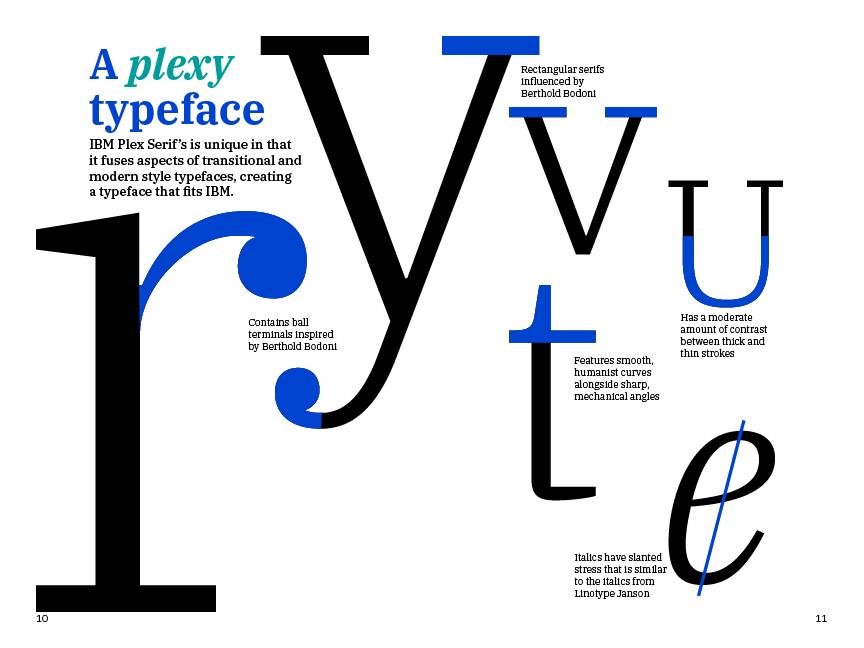 A plexy
typeface
IBM Plex Serif's is unique in that
it fuses aspects of transitional and
modern style typefaces, creating
a typeface that fits IBM.
r
Contains ball
terminals inspired
by Berthold Bodoni
y
Rectangular serifs
influenced by
Berthold Bodoni
v
U
Has a moderate
amount of contrast
between thick and
thin strokes
t
Features smooth,
humanist curves
alongside sharp,
mechanical angles
e
Italics have slanted
stress that is similar
to the italics from
Linotype Janson
10
11